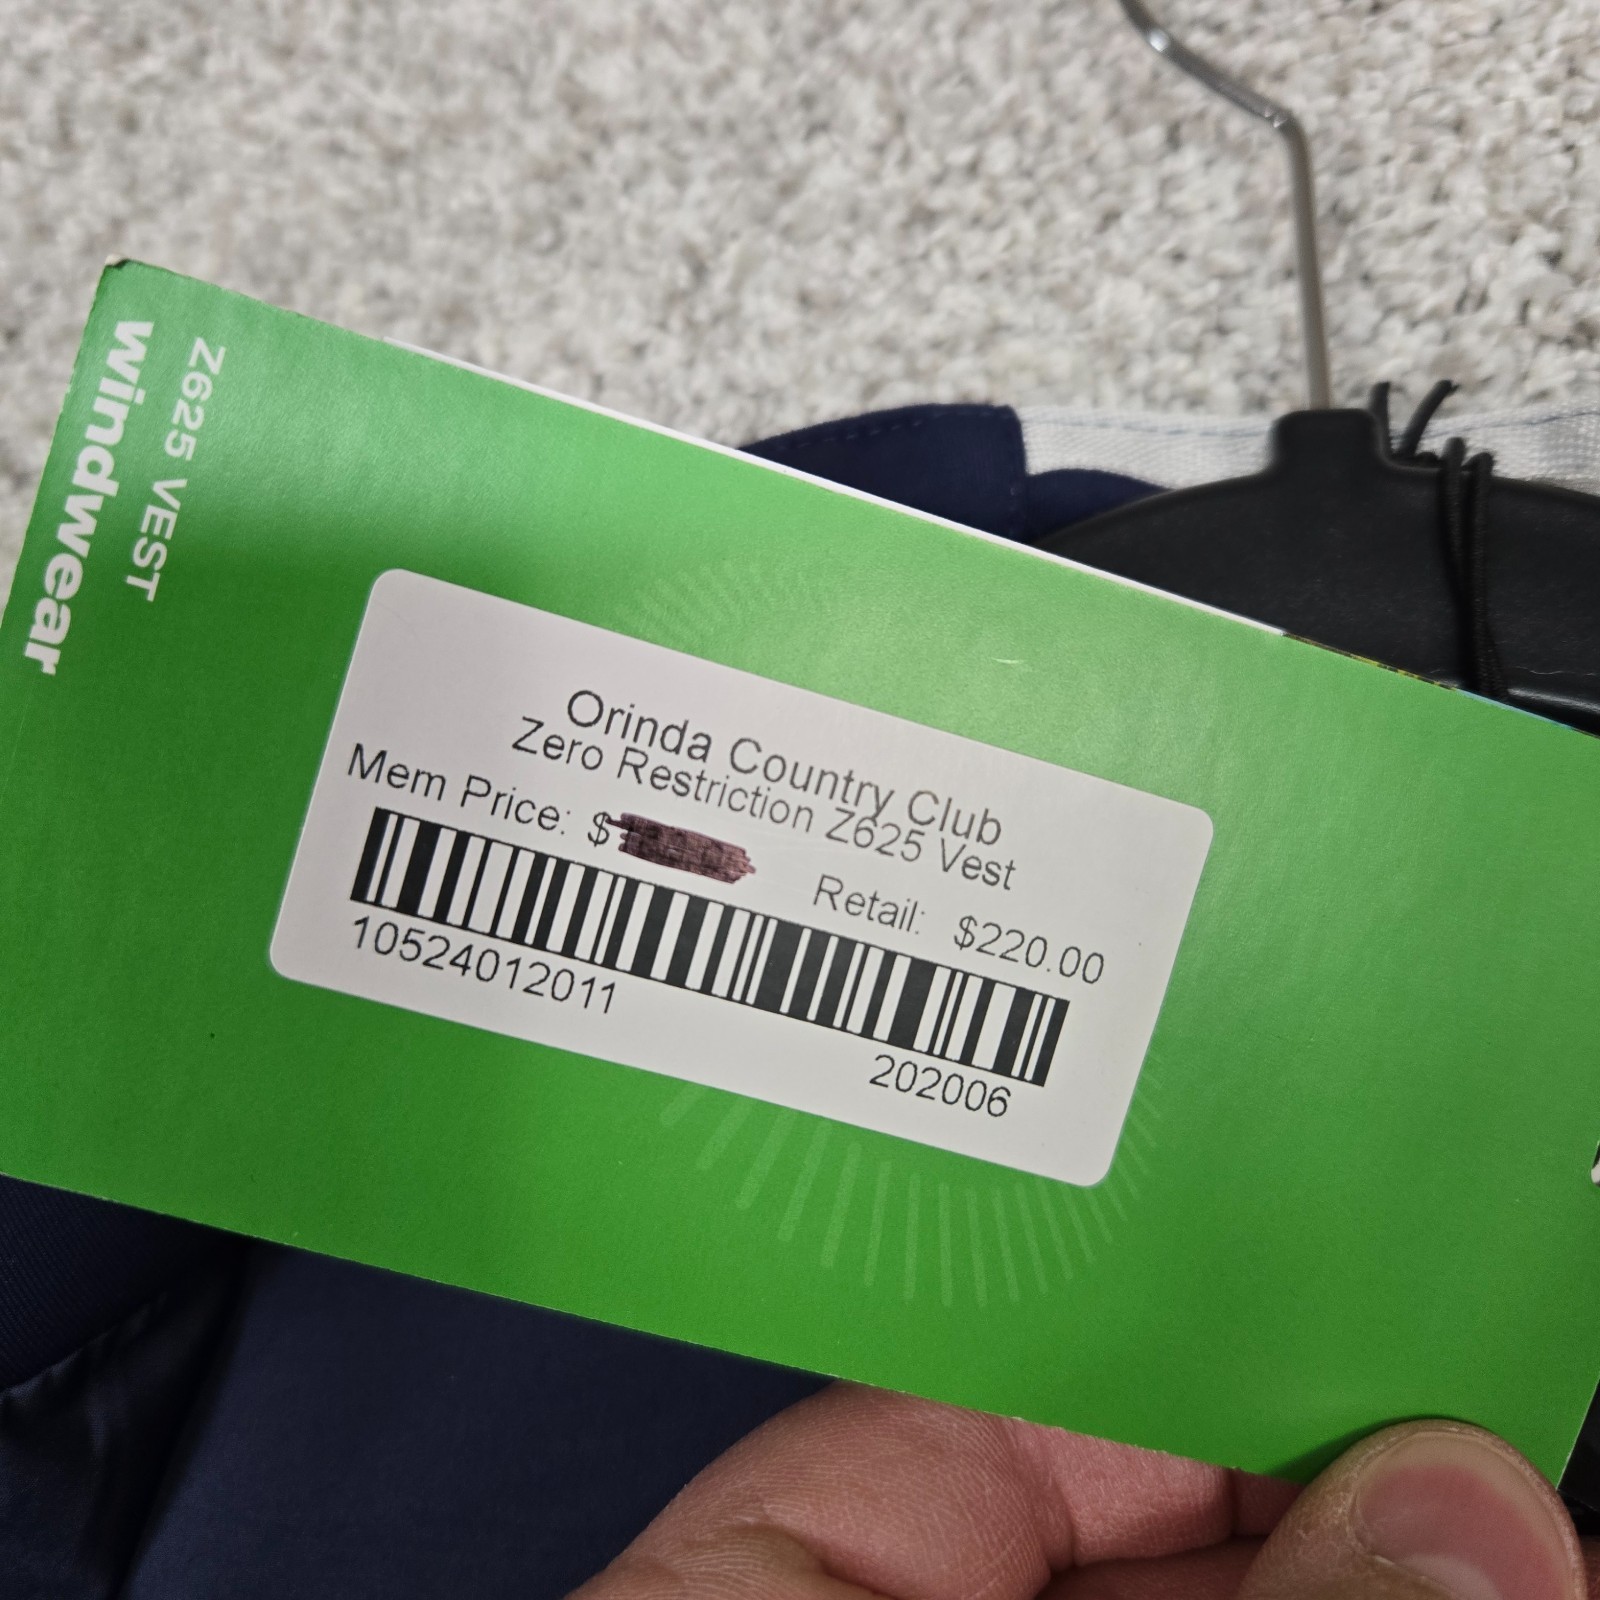 windwear
Z625 VEST
Orinda Country Club
Zero Restriction Z625 Vest
Mem Price: $ Retail: $220.00
10524012011
202006